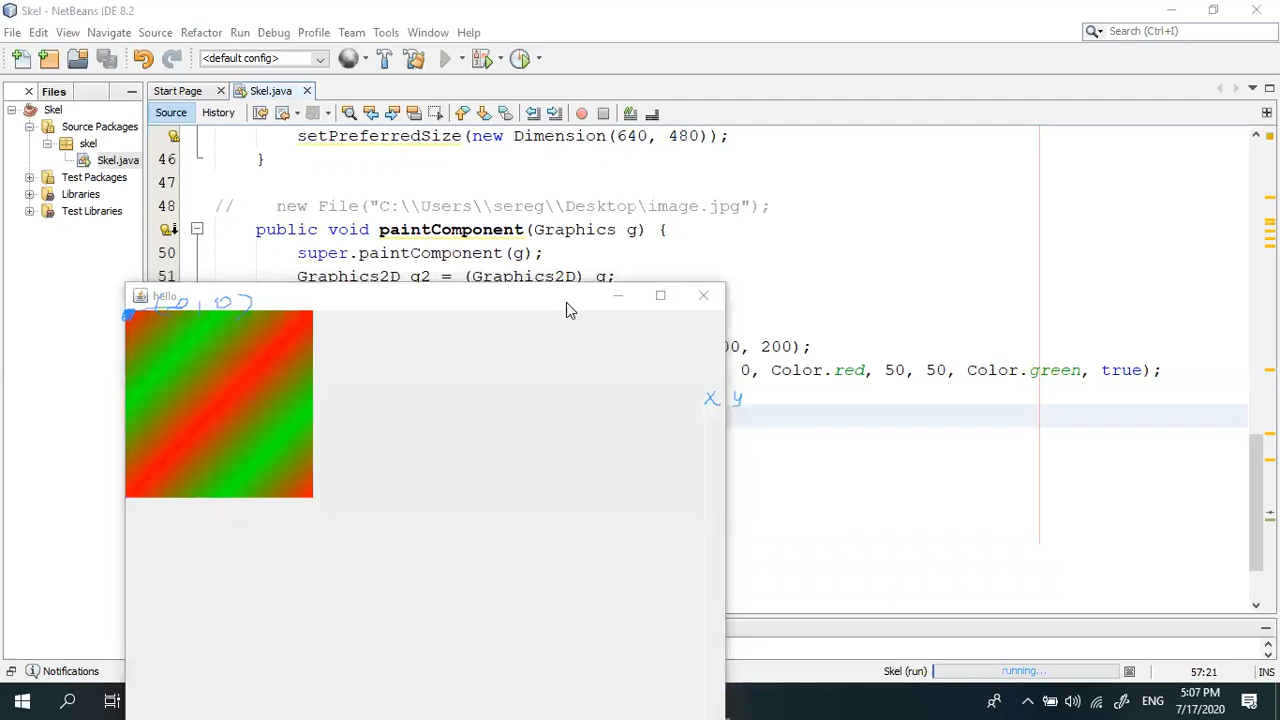 Skel - NetBeans IDE 8.2
File Edit View Navigate Source Refactor Run Debug Profile Team Tools Window Help
Search (Ctrl+I)
<default config>
Files
Start Page
Skel.java
Skel
Source Packages
skel
Skel.java
Test Packages
Libraries
Test Libraries
Source History
setPreferredSize(new Dimension(640, 480));
46 }
47
48 // new File("C:\\Users\\sereg\\Desktop\image.jpg");
public void paintComponent(Graphics g) {
50 super.paintComponent(g);
51 Graphics2D g2 = (Graphics2D) g;
hello
(0, 0)
00, 200);
0, Color.red, 50, 50, Color.green, true);
x y
Notifications
Skel (run)
running...
57:21
INS
ENG
5:07 PM
7/17/2020